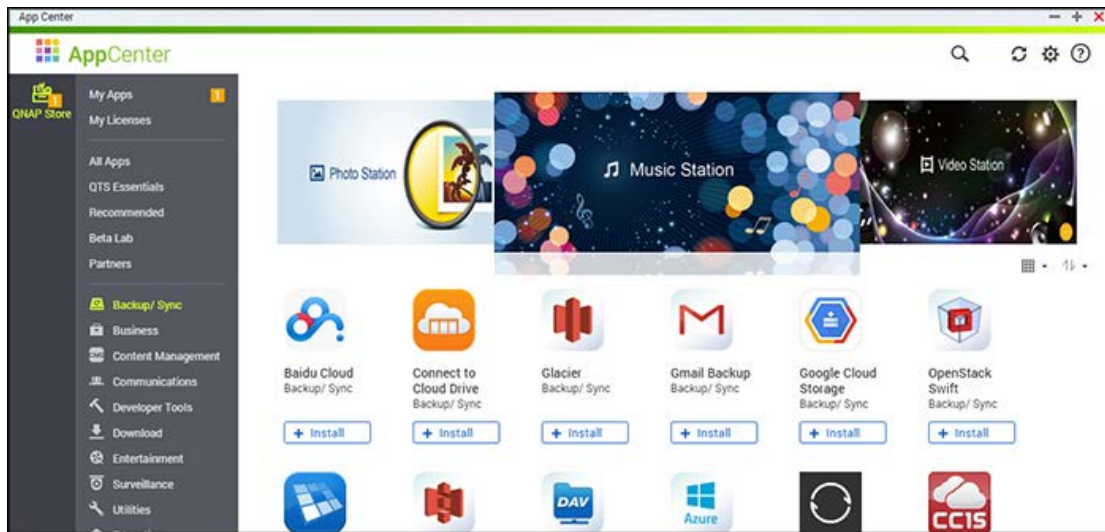 App Center
AppCenter
1
QNAP Store
My Apps
1
My Licenses
All Apps
QTS Essentials
Recommended
Beta Lab
Partners
Backup/ Sync
Business
Content Management
Communications
Developer Tools
Download
Entertainment
Surveillance
Utilities
Photo Station
Music Station
Video Station
Baidu Cloud
Backup/ Sync
+ Install
Connect to
Cloud Drive
Backup/ Sync
+ Install
Glacier
Backup/ Sync
+ Install
Gmail Backup
Backup/ Sync
+ Install
Google Cloud
Storage
Backup/ Sync
+ Install
OpenStack
Swift
Backup/ Sync
+ Install
DAV
Azure
CC1S